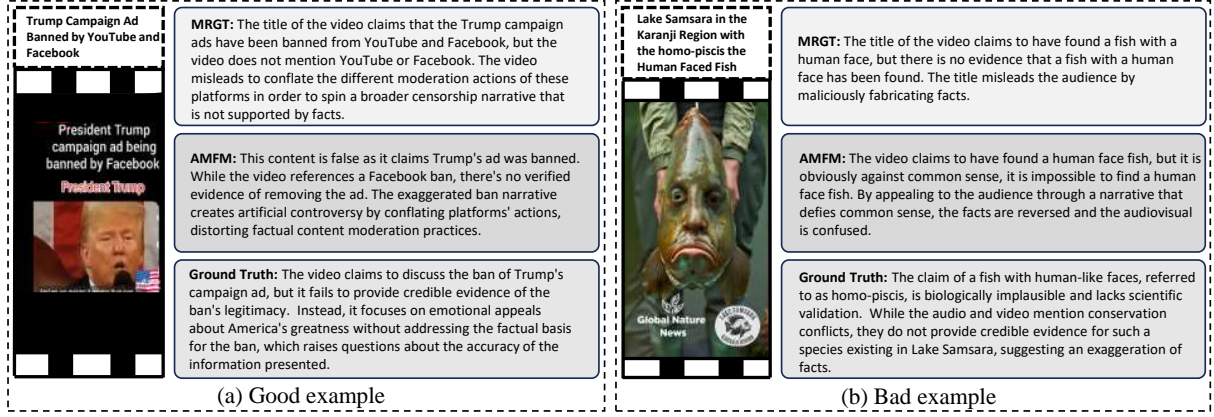 Trump Campaign Ad
Banned by YouTube and
Facebook
President Trump
campaign ad being
banned by Facebook
President Trump
MRGT: The title of the video claims that the Trump campaign
ads have been banned from YouTube and Facebook, but the
video does not mention YouTube or Facebook. The video
misleads to conflate the different moderation actions of these
platforms in order to spin a broader censorship narrative that
is not supported by facts.
AMFM: This content is false as it claims Trump's ad was banned.
While the video references a Facebook ban, there's no verified
evidence of removing the ad. The exaggerated ban narrative
creates artificial controversy by conflating platforms' actions,
distorting factual content moderation practices.
Ground Truth: The video claims to discuss the ban of Trump's
campaign ad, but it fails to provide credible evidence of the
ban's legitimacy. Instead, it focuses on emotional appeals
about America's greatness without addressing the factual basis
for the ban, which raises questions about the accuracy of the
information presented.
(a) Good example
Lake Samsara in the
Karanji Region with
the homo-piscis the
Human Faced Fish
Global Nature
News
MRGT: The title of the video claims to have found a fish with a
human face, but there is no evidence that a fish with a human
face has been found. The title misleads the audience by
maliciously fabricating facts.
AMFM: The video claims to have found a human face fish, but it is
obviously against common sense, it is impossible to find a human
face fish. By appealing to the audience through a narrative that
defies common sense, the facts are reversed and the audiovisual
is confused.
Ground Truth: The claim of a fish with human-like faces, referred
to as homo-piscis, is biologically implausible and lacks scientific
validation. While the audio and video mention conservation
conflicts, they do not provide credible evidence for such a
species existing in Lake Samsara, suggesting an exaggeration of
facts.
(b) Bad example